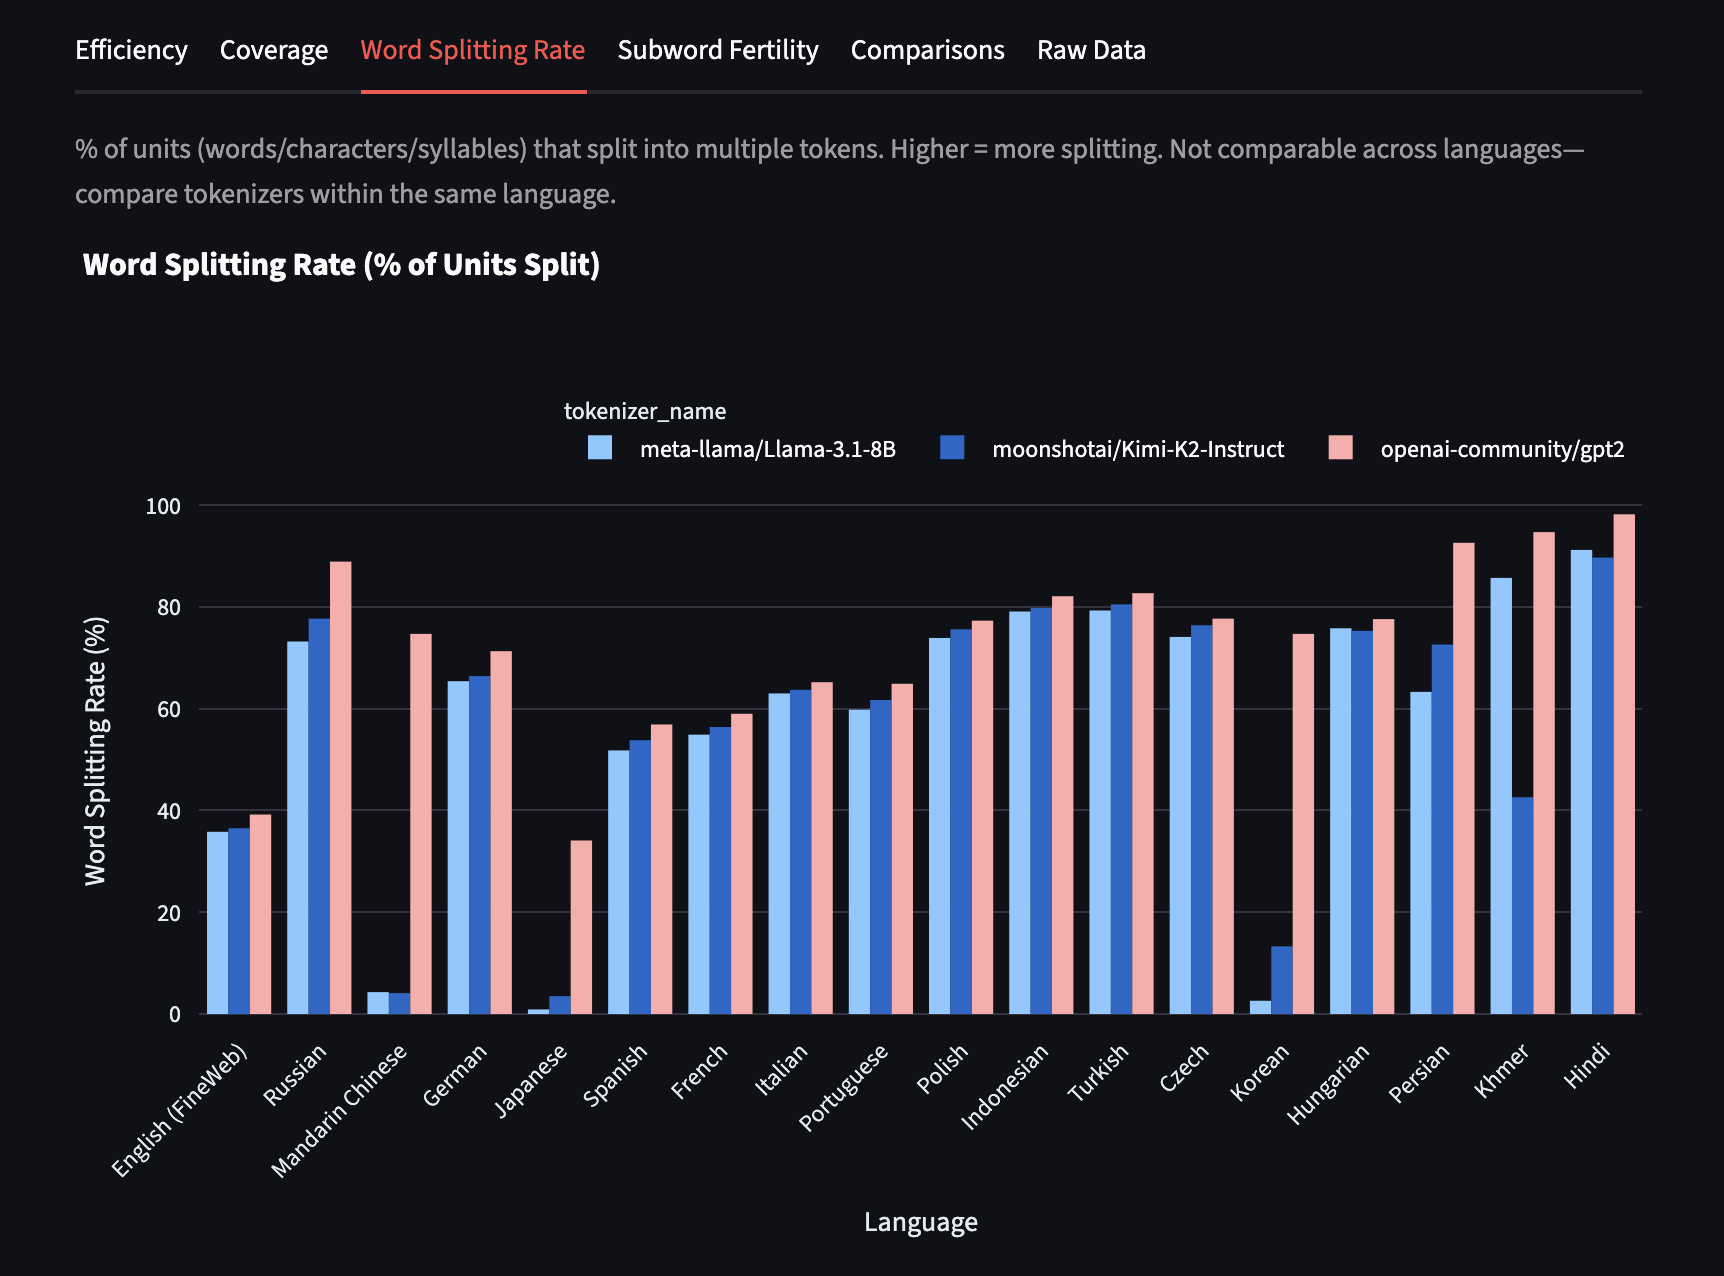 Efficiency Coverage Word Splitting Rate Subword Fertility Comparisons Raw Data
% of units (words/characters/syllables) that split into multiple tokens. Higher = more splitting. Not comparable across languages—
compare tokenizers within the same language.
Word Splitting Rate (% of Units Split)
tokenizer_name
meta-llama/Llama-3.1-8B moonshotai/Kimi-K2-Instruct openai-community/gpt2
Word Splitting Rate (%)
100
80
60
40
20
0
English (FineWeb)
Russian
Mandarin Chinese
German
Japanese
Spanish
French
Italian
Portuguese
Polish
Indonesian
Turkish
Czech
Korean
Hungarian
Persian
Khmer
Hindi
Language